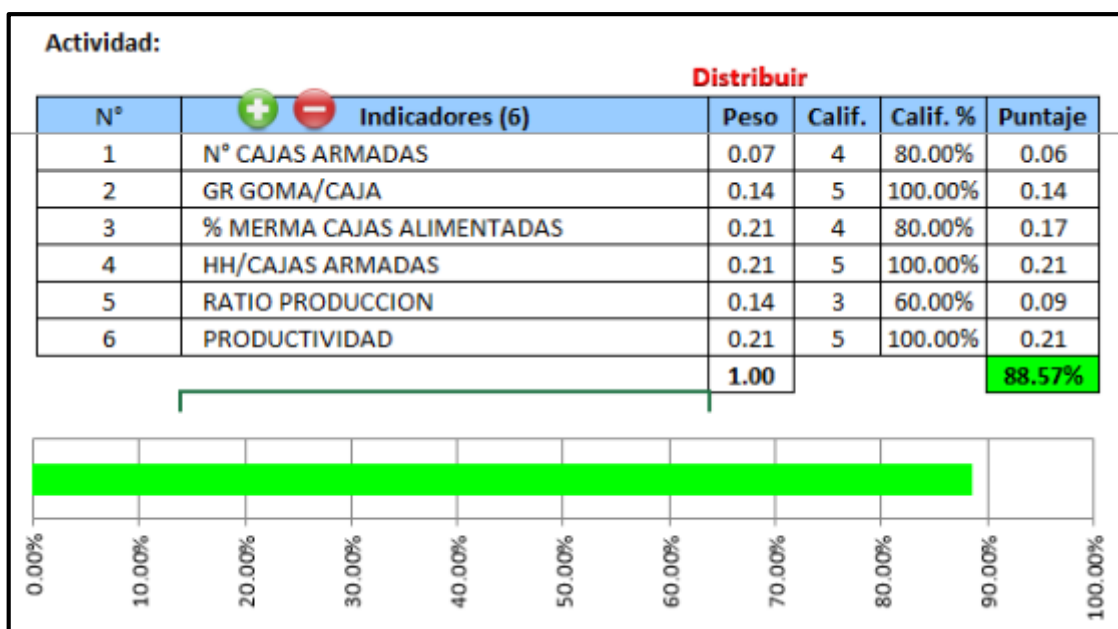 Actividad:
Distribuir
N° Indicadores (6) Peso Calif. Calif. % Puntaje
1 N° CAJAS ARMADAS 0.07 4 80.00% 0.06
2 GR GOMA/CAJA 0.14 5 100.00% 0.14
3 % MERMA CAJAS ALIMENTADAS 0.21 4 80.00% 0.17
4 HH/CAJAS ARMADAS 0.21 5 100.00% 0.21
5 RATIO PRODUCCION 0.14 3 60.00% 0.09
6 PRODUCTIVIDAD 0.21 5 100.00% 0.21
1.00 88.57%
0.00% 10.00% 20.00% 30.00% 40.00% 50.00% 60.00% 70.00% 80.00% 90.00% 100.00%